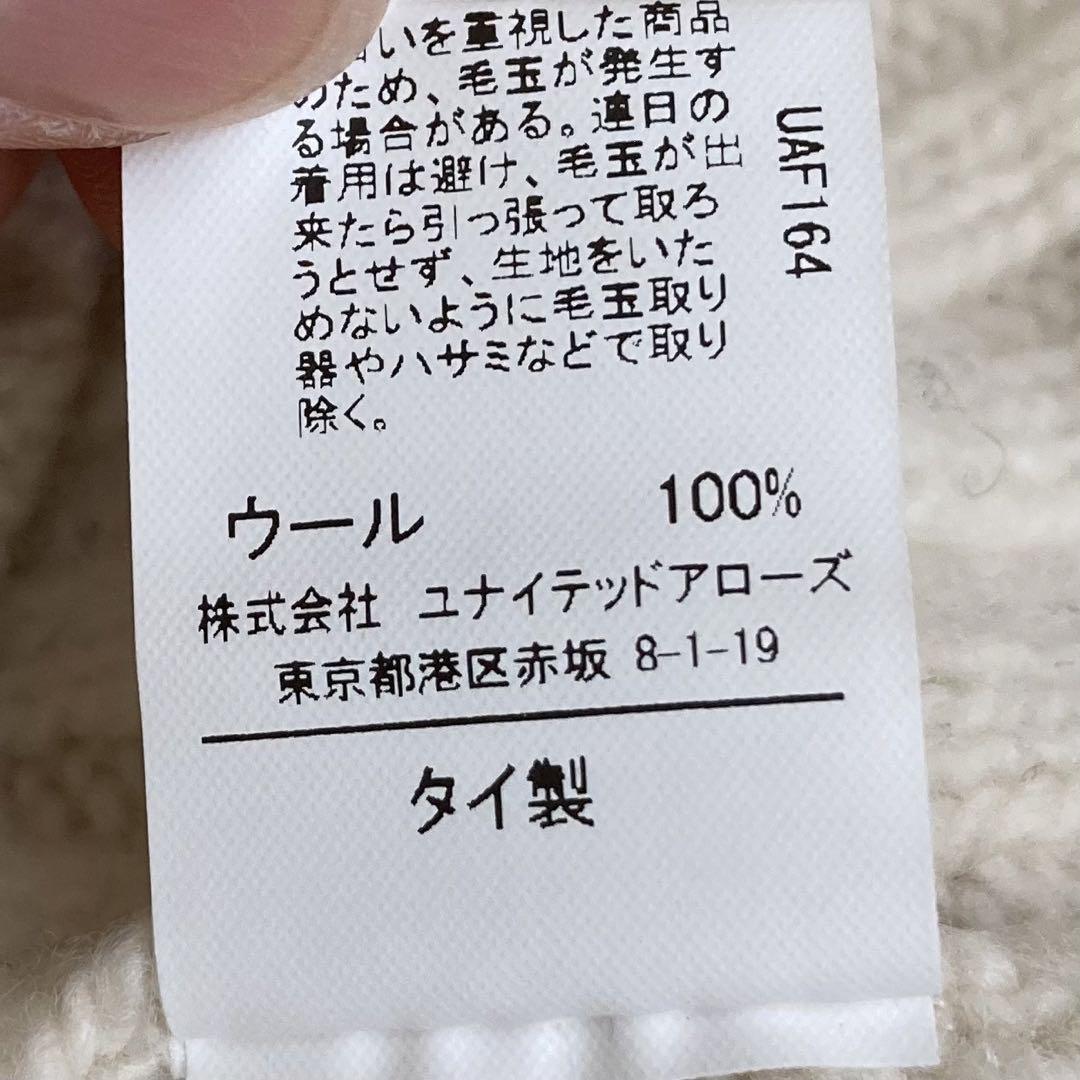 いを重視した商品
のため、毛玉が発生す
る場合がある。連日の
着用は避け、毛玉が出
来たら引っ張って取ろ
うとせず、生地をいた
めないように毛玉取り
器やハサミなどで取り
除く。
UAF164
ウール 100%
株式会社 ユナイテッドアローズ
東京都港区赤坂 8-1-19
タイ製